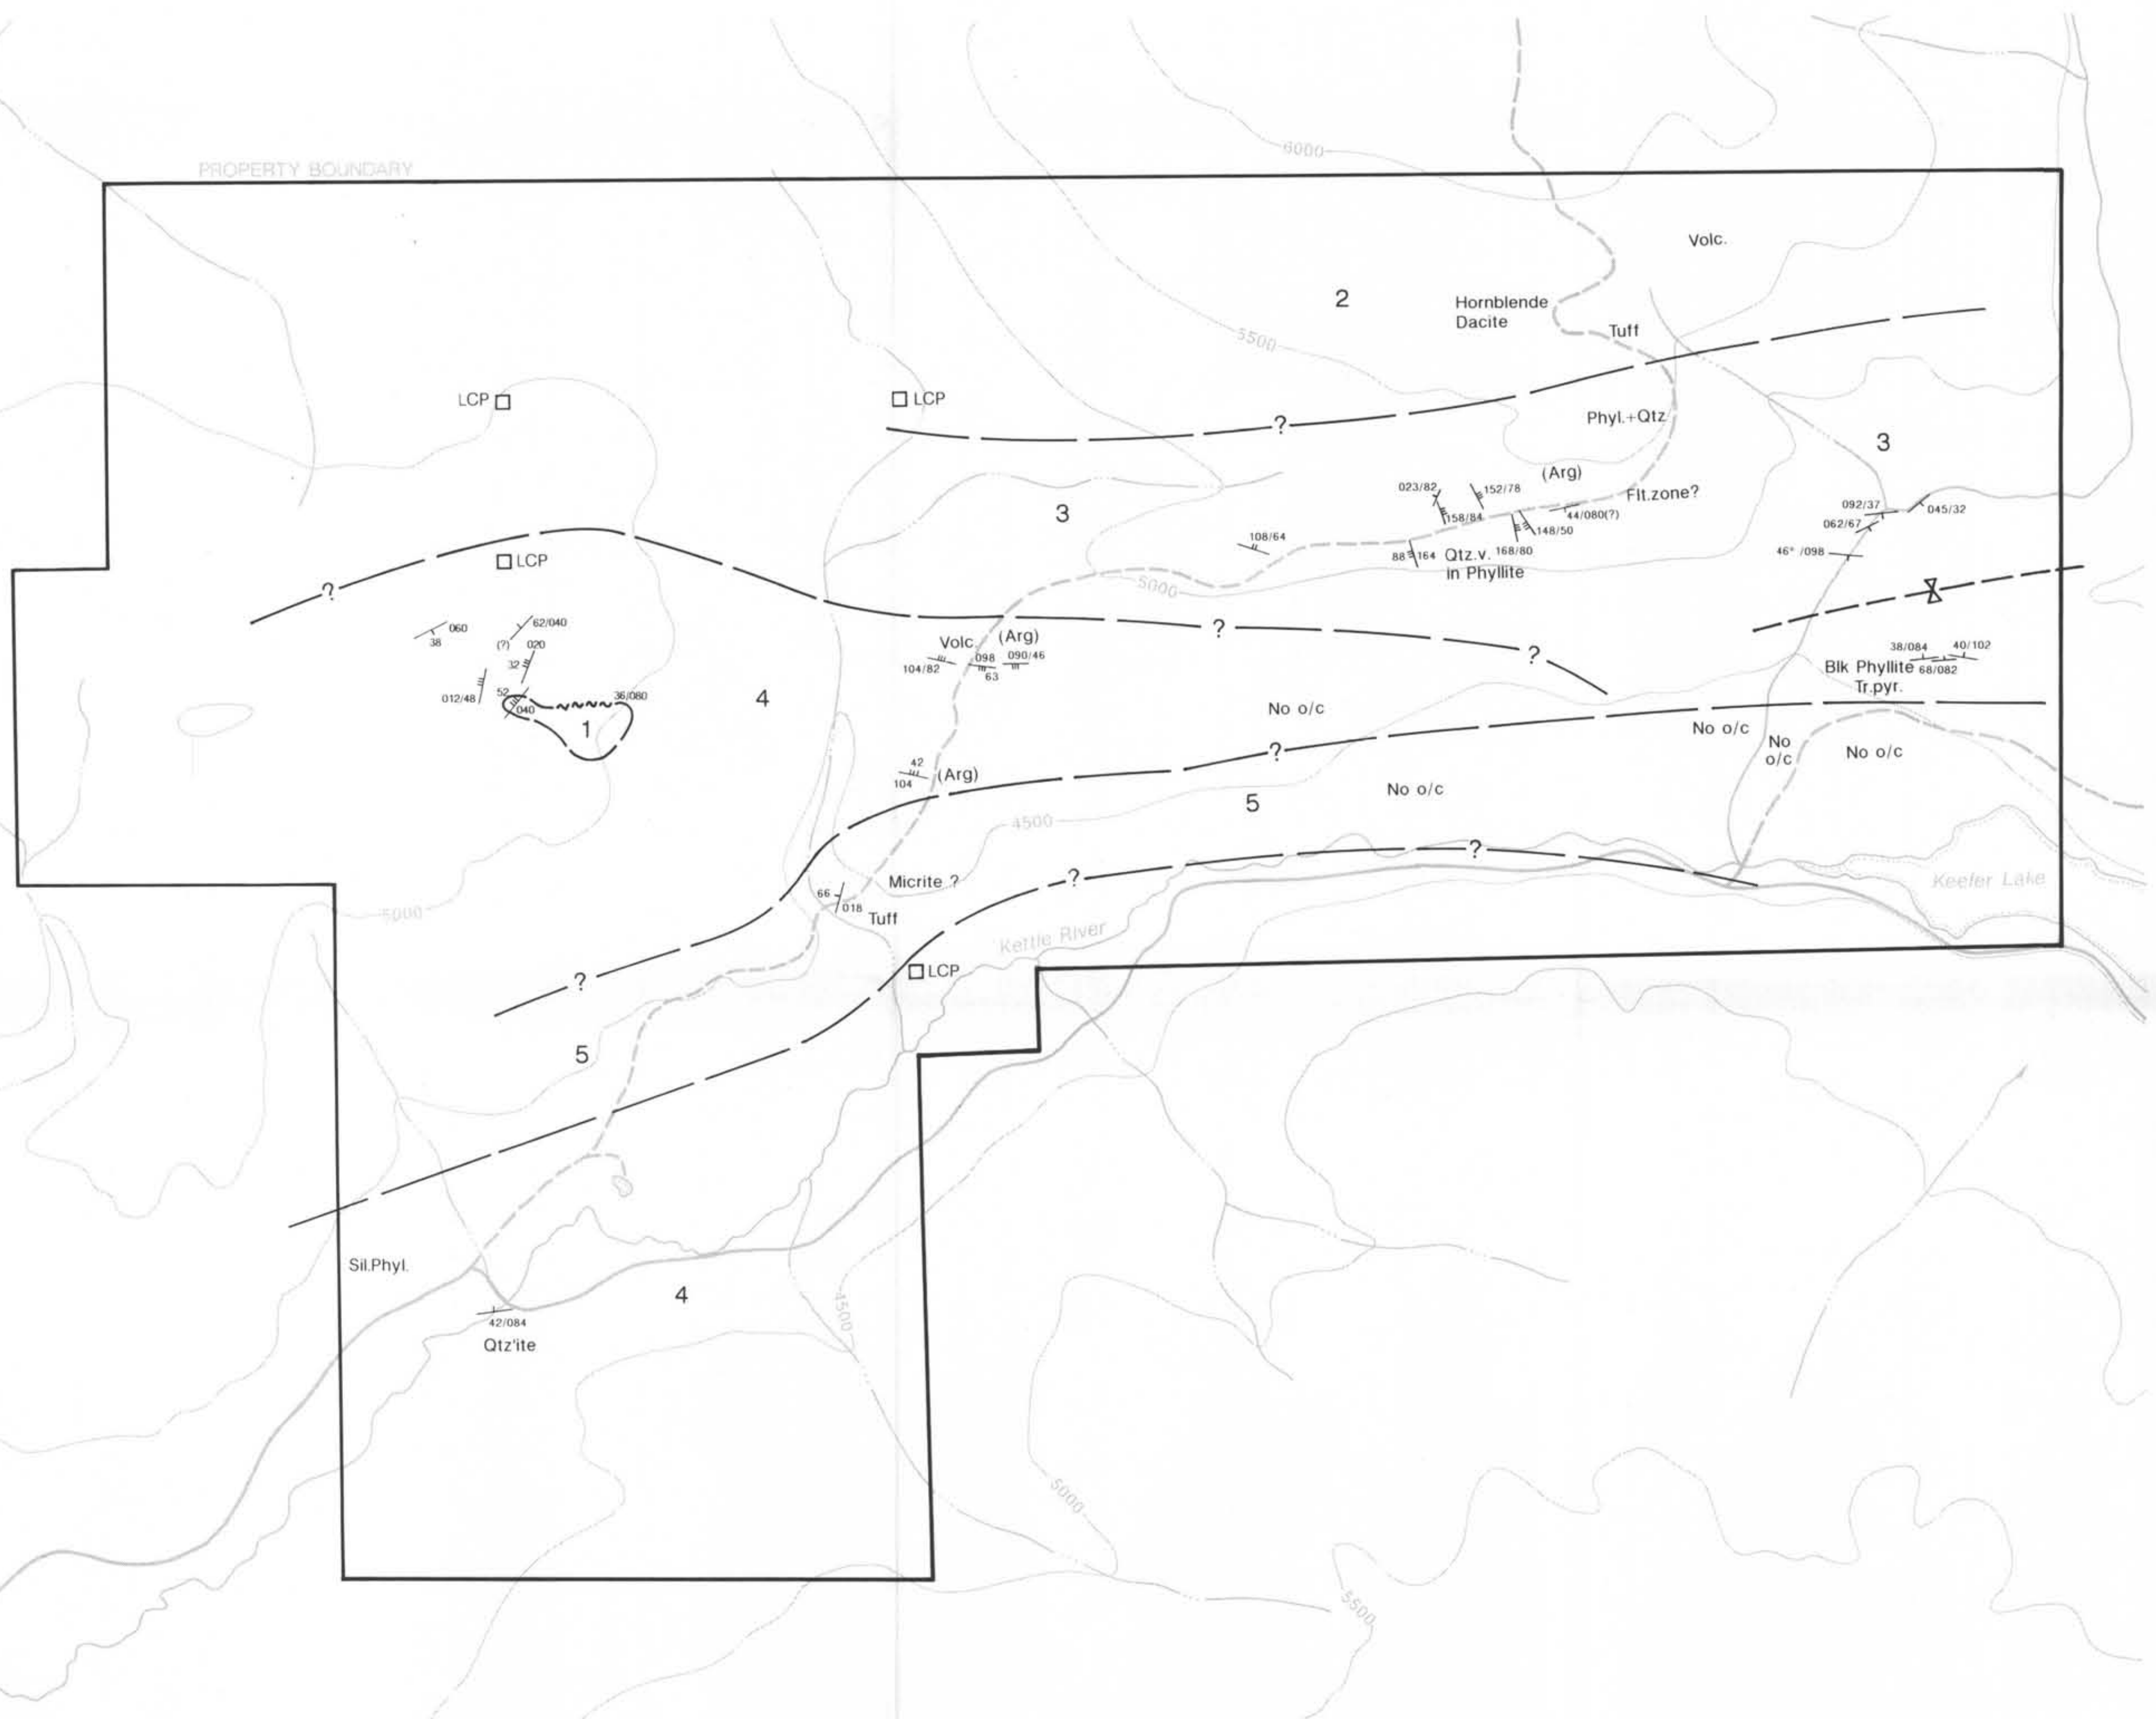 6000
PROPERTY BOUNDARY
Volc.
2
Hornblende
Dacite
Tuff
5500
LCP
LCP
Phyl.+Qtz
?
3
(Arg)
023/82
152/78
Flt.zone?
3
158/84
44/080(?)
092/37
045/32
062/67
148/50
108/64
88
164
Qtz.v.
168/80
in Phyllite
46° /098
LCP
5000
?
060
38
62/040
(?)
020
32
012/48
52
040
36/080
1
4
?
Volc.
(Arg)
104/82
098
63
090/46
?
38/084
40/102
Blk Phyllite
68/082
Tr.pyr.
No o/c
No o/c
No
o/c
No o/c
?
42
104
(Arg)
No o/c
5
4500
?
?
Micrite ?
66
018
Tuff
Keefer Lake
5000
Kettle River
LCP
?
5
Sil.Phyl.
4
4500
42/084
Qtz'ite
5000
5500